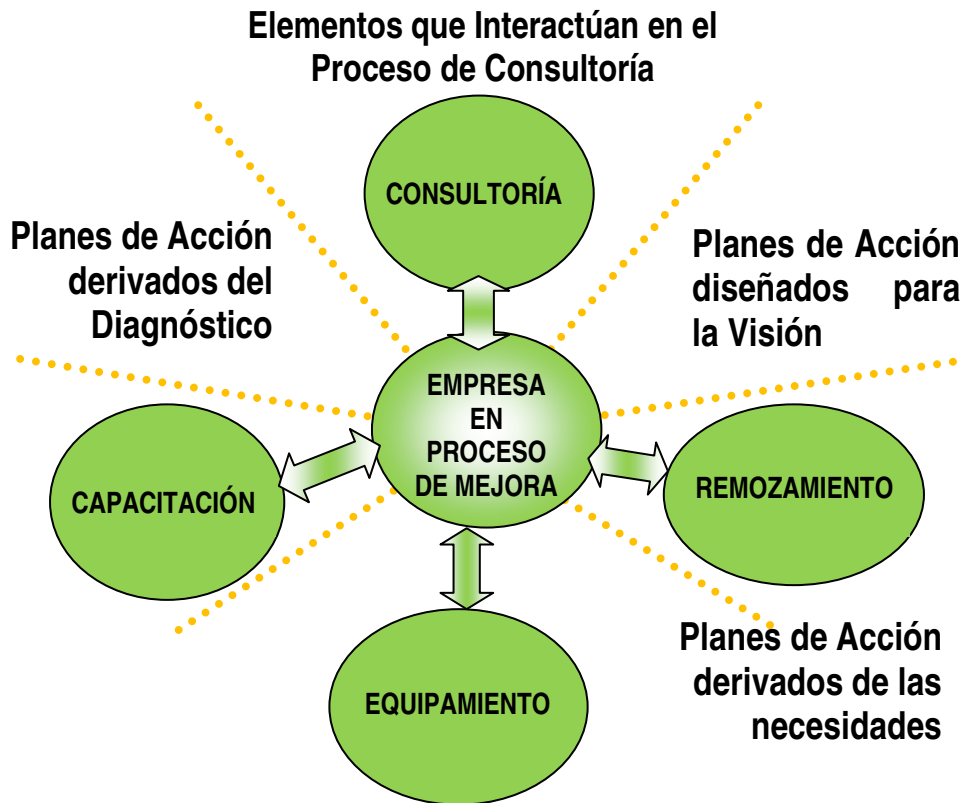 Elementos que Interactúan en el
Proceso de Consultoría
CONSULTORÍA
Planes de Acción
derivados del
Diagnóstico
Planes de Acción
diseñados para
la Visión
EMPRESA
EN
PROCESO
DE MEJORA
CAPACITACIÓN
REMOZAMIENTO
EQUIPAMIENTO
Planes de Acción
derivados de las
necesidades